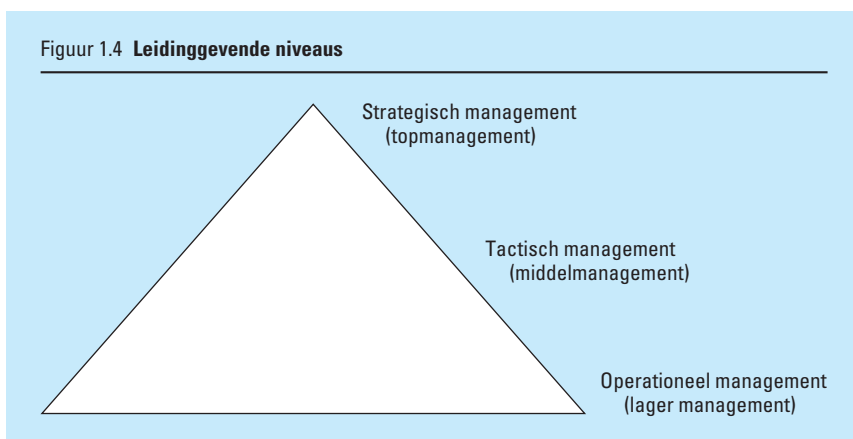 Figuur 1.4 Leidinggevende niveaus
Strategisch management
(topmanagement)
Tactisch management
(middelmanagement)
Operationeel management
(lager management)